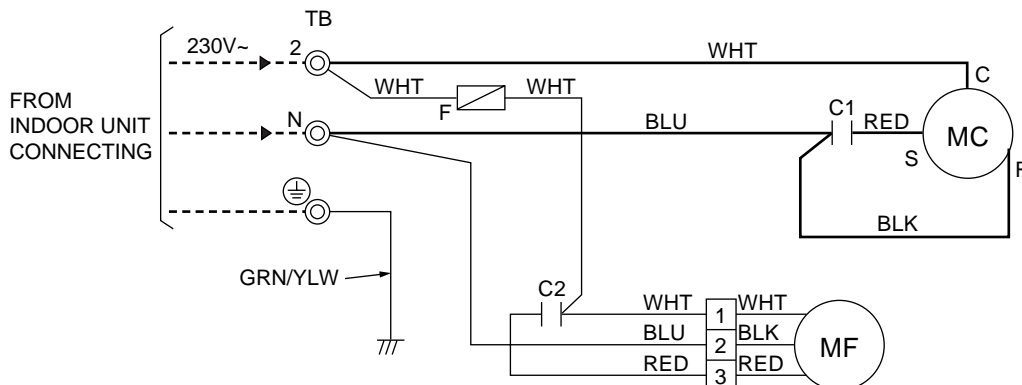 TB
230V~
2
WHT
C
FROM
INDOOR UNIT
CONNECTING
WHT
F
WHT
N
BLU
C1
RED
MC
S
BLK
GRN/YLW
C2
WHT
1
WHT
BLU
2
BLK
MF
RED
3
RED